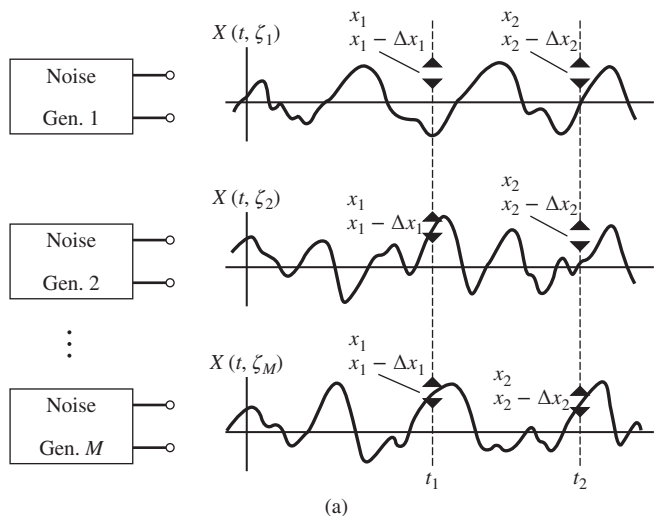 Noise
Gen. 1
X (t, ζ₁)
x₁
x₁ − Δx₁
x₂
x₂ − Δx₂
Noise
Gen. 2
X (t, ζ₂)
x₁
x₁ − Δx₁
x₂
x₂ − Δx₂
Noise
Gen. M
X (t, ζ_M)
x₁
x₁ − Δx₁
x₂
x₂ − Δx₂
t₁
t₂
(a)